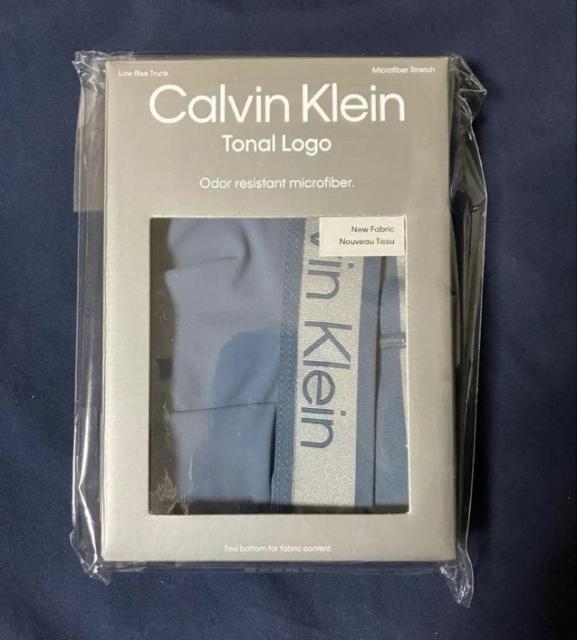 Low Rise Trunk
Microfiber Stretch
Calvin Klein
Tonal Logo
Odor resistant microfiber.
New Fabric
Nouveau Tissu
vin Klein
See bottom for fabric content.